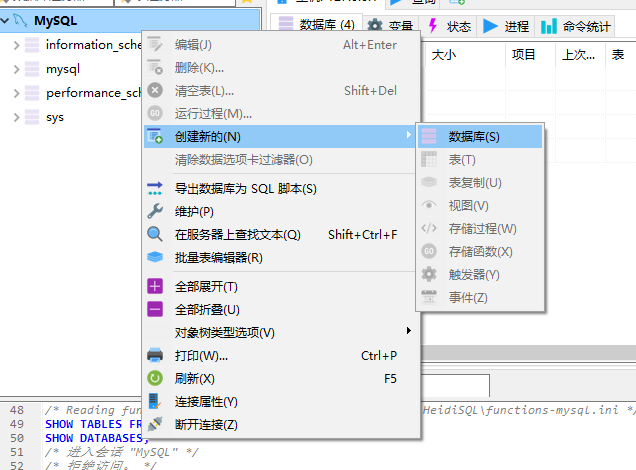 MySQL
information_sche
mysql
performance_sch
sys
数据库 (4)
变量
状态
进程
命令统计
大小
项目
上次...
表
编辑(J)
Alt+Enter
删除(K)...
清空表(L)...
Shift+Del
运行过程(M)...
创建新的(N)
清除数据选项卡过滤器(O)
导出数据库为 SQL 脚本(S)
维护(P)
在服务器上查找文本(Q)
Shift+Ctrl+F
批量表编辑器(R)
全部展开(T)
全部折叠(U)
对象树类型选项(V)
打印(W)...
Ctrl+P
刷新(X)
F5
连接属性(Y)
断开连接(Z)
数据库(S)
表(T)
表复制(U)
视图(V)
存储过程(W)
存储函数(X)
触发器(Y)
事件(Z)
48 /* Reading fun
HeidiSQL\functions-mysql.ini */
49 SHOW TABLES FR
50 SHOW DATABASES;
51 /* 进入会话 "MySQL" */
52 /* 拒绝访问。 */